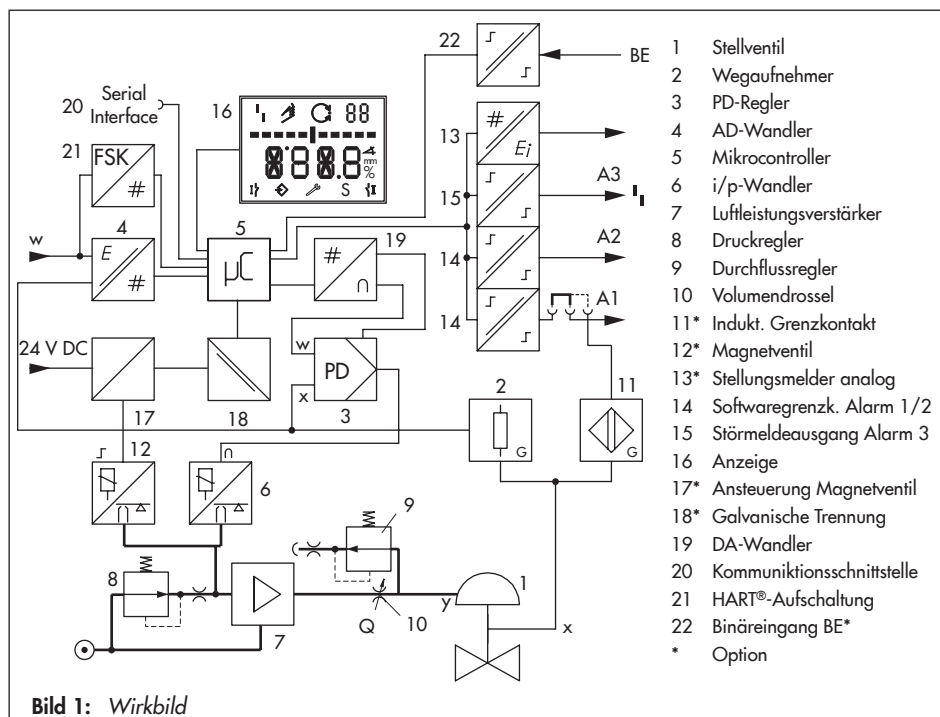 22
BE
20
Serial
Interface
16
88
8.8.8
mm
%
S
21
FSK
#
13
#
Ei
15
A3
w
4
E
#
5
µC
19
#
∩
14
A2
14
A1
24 V DC
w
PD
x
3
2
G
11
G
17
18
12
∩
6
9
8
7
Q
10
y
1
x
1 Stellventil
2 Wegaufnehmer
3 PD-Regler
4 AD-Wandler
5 Mikrocontroller
6 i/p-Wandler
7 Luftleistungsverstärker
8 Druckregler
9 Durchflussregler
10 Volumendrossel
11* Indukt. Grenzkontakt
12* Magnetventil
13* Stellungsmelder analog
14 Softwaregrenzk. Alarm 1/2
15 Störmeldeausgang Alarm 3
16 Anzeige
17* Ansteuerung Magnetventil
18* Galvanische Trennung
19 DA-Wandler
20 Kommuniktionsschnittstelle
21 HART®-Aufschaltung
22 Binäreingang BE*
* Option
Bild 1: Wirkbild